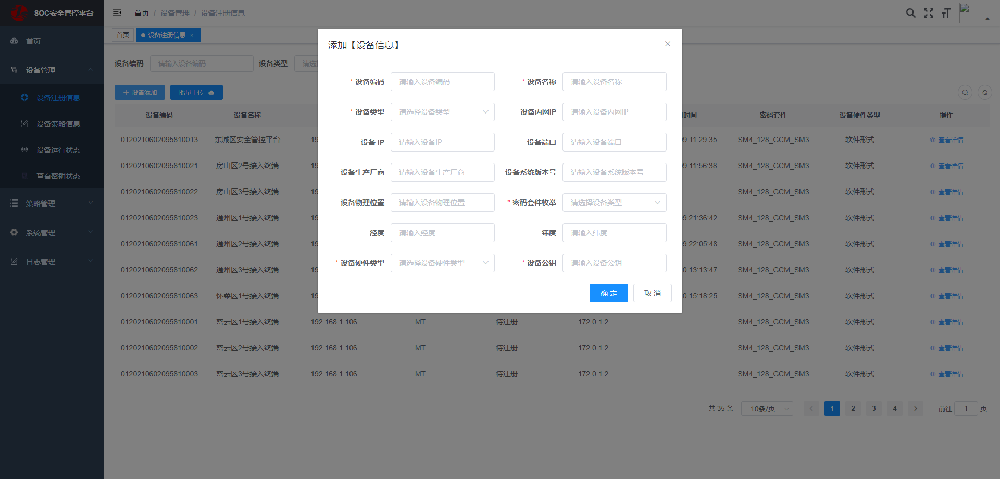 SOC安全管控平台
首页 / 设备管理 / 设备注册信息
首页
设备注册信息 ×
首页
设备管理
设备注册信息
设备策略信息
设备运行状态
查看密钥状态
策略管理
系统管理
日志管理
设备编码 请输入设备编码 设备类型 请选
设备添加 批量上传
添加【设备信息】
* 设备编码 请输入设备编码 * 设备名称 请输入设备名称
* 设备类型 请选择设备类型 设备内网IP 请输入设备内网IP
设备 IP 请输入设备IP 设备端口 请输入设备端口
设备生产厂商 请输入设备生产厂商 设备系统版本号 请输入设备系统版本号
设备物理位置 请输入设备物理位置 * 密码套件枚举 请选择设备类型
经度 请输入经度 纬度 请输入纬度
* 设备硬件类型 请选择设备硬件类型 * 设备公钥 请输入设备公钥
确 定 取 消
设备编码 设备名称 时间 密码套件 设备硬件类型 操作
0120210602095810013 东城区安全管控平台 19 9 11:29:35 SM4_128_GCM_SM3 软件形式 查看详情
0120210602095810021 房山区2号接入终端 19 9 11:56:38 SM4_128_GCM_SM3 软件形式 查看详情
0120210602095810022 房山区3号接入终端 19 SM4_128_GCM_SM3 软件形式 查看详情
0120210602095810023 通州区1号接入终端 19 9 21:36:42 SM4_128_GCM_SM3 软件形式 查看详情
0120210602095810061 通州区2号接入终端 19 9 22:05:48 SM4_128_GCM_SM3 软件形式 查看详情
0120210602095810062 通州区3号接入终端 19 0 13:13:47 SM4_128_GCM_SM3 软件形式 查看详情
0120210602095810063 怀柔区1号接入终端 19 0 15:18:25 SM4_128_GCM_SM3 软件形式 查看详情
0120210602095810001 密云区1号接入终端 192.168.1.106 MT 待注册 172.0.1.2 SM4_128_GCM_SM3 软件形式 查看详情
0120210602095810002 密云区2号接入终端 192.168.1.106 MT 待注册 172.0.1.2 SM4_128_GCM_SM3 软件形式 查看详情
0120210602095810003 密云区3号接入终端 192.168.1.106 MT 待注册 172.0.1.2 SM4_128_GCM_SM3 软件形式 查看详情
共 35 条 10条/页 1 2 3 4 前往 1 页